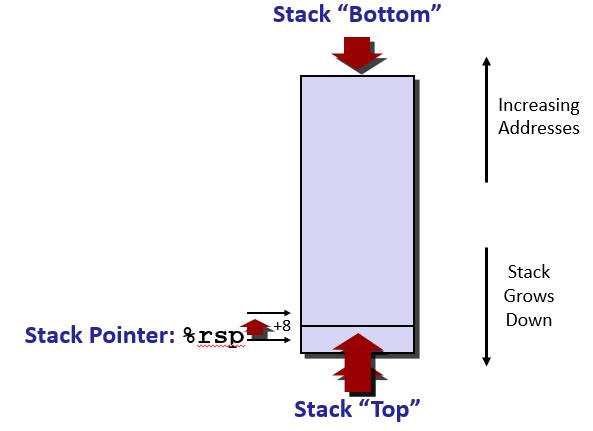 Stack “Bottom”
Increasing
Addresses
Stack
Grows
Down
+8
Stack Pointer: %rsp
Stack “Top”